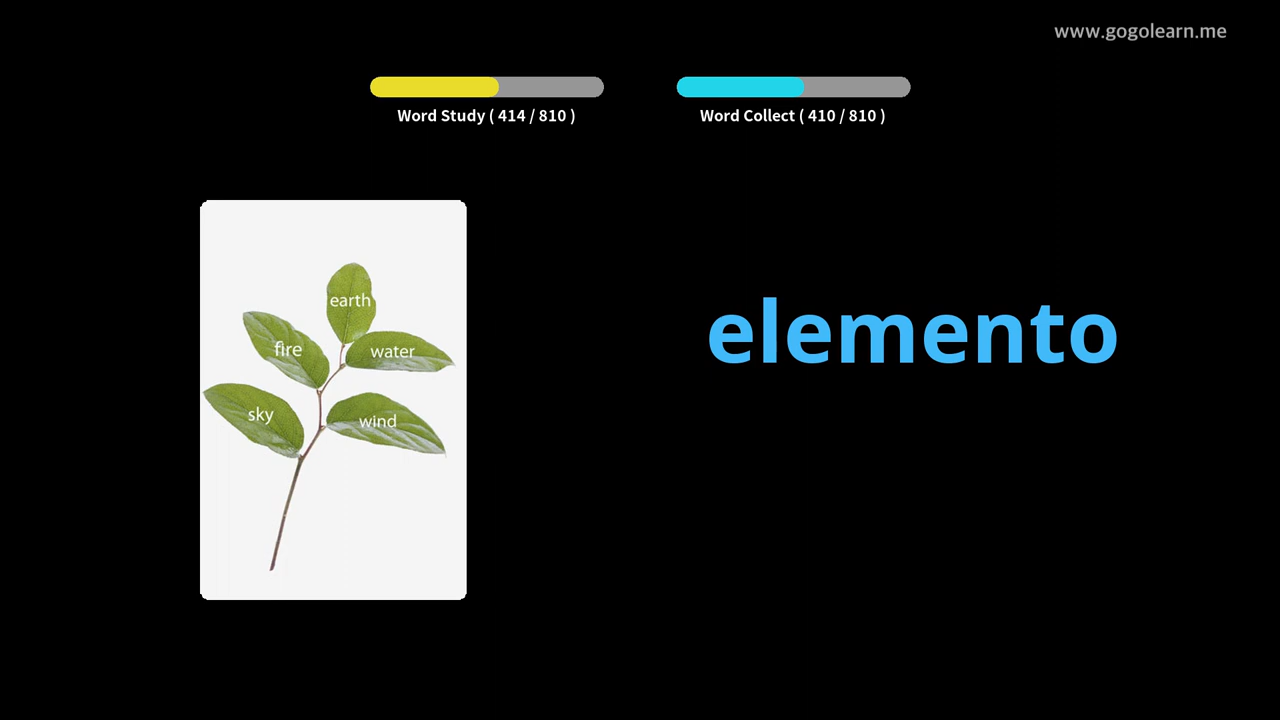 www.gogolearn.me
Word Study ( 414 / 810 )
Word Collect ( 410 / 810 )
earth
fire
water
sky
wind
elemento